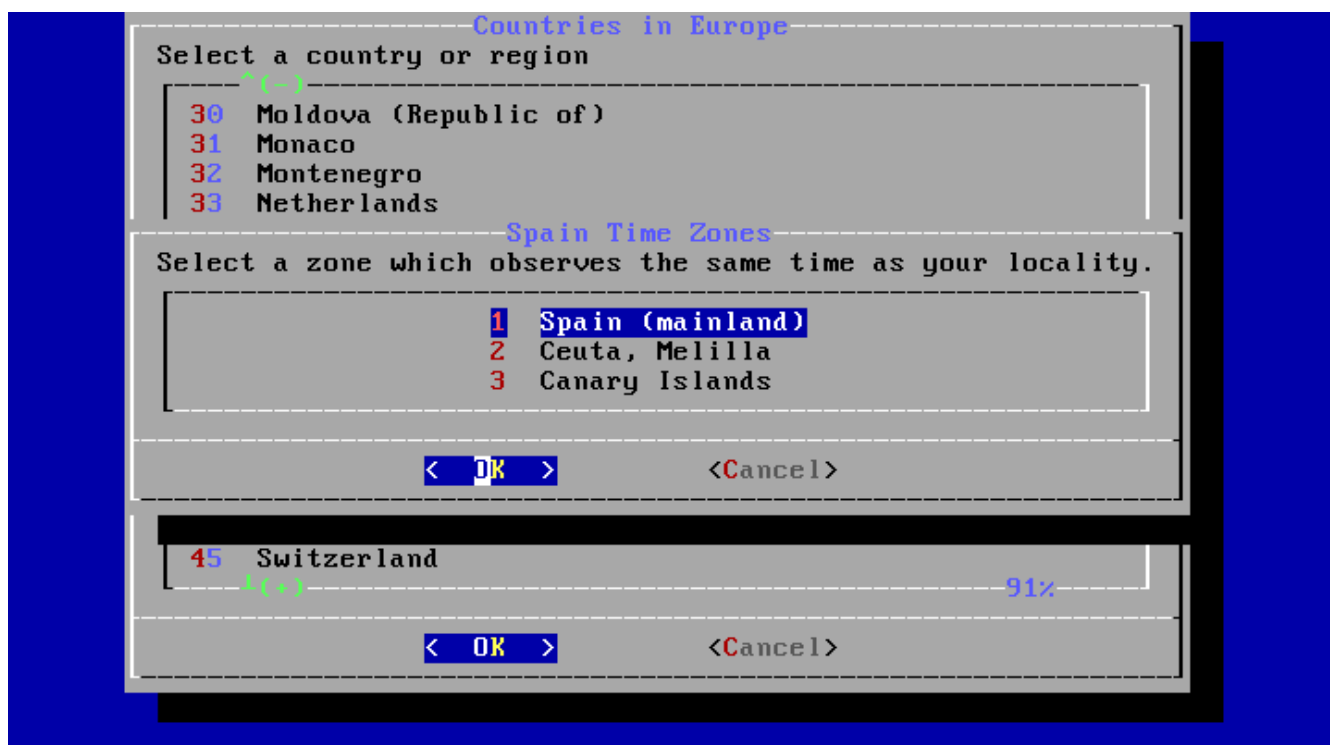 Countries in Europe
Select a country or region
^(-)
30 Moldova (Republic of)
31 Monaco
32 Montenegro
33 Netherlands
Spain Time Zones
Select a zone which observes the same time as your locality.
1 Spain (mainland)
2 Ceuta, Melilla
3 Canary Islands
< OK > <Cancel>
45 Switzerland
┴(+) 91%
< OK > <Cancel>